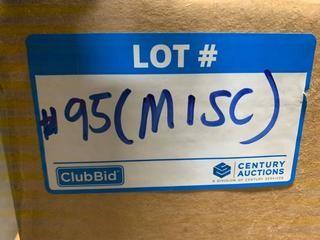 LOT #
#95(MISC)
ClubBid
CENTURY
AUCTIONS
A DIVISION OF CENTURY SERVICES